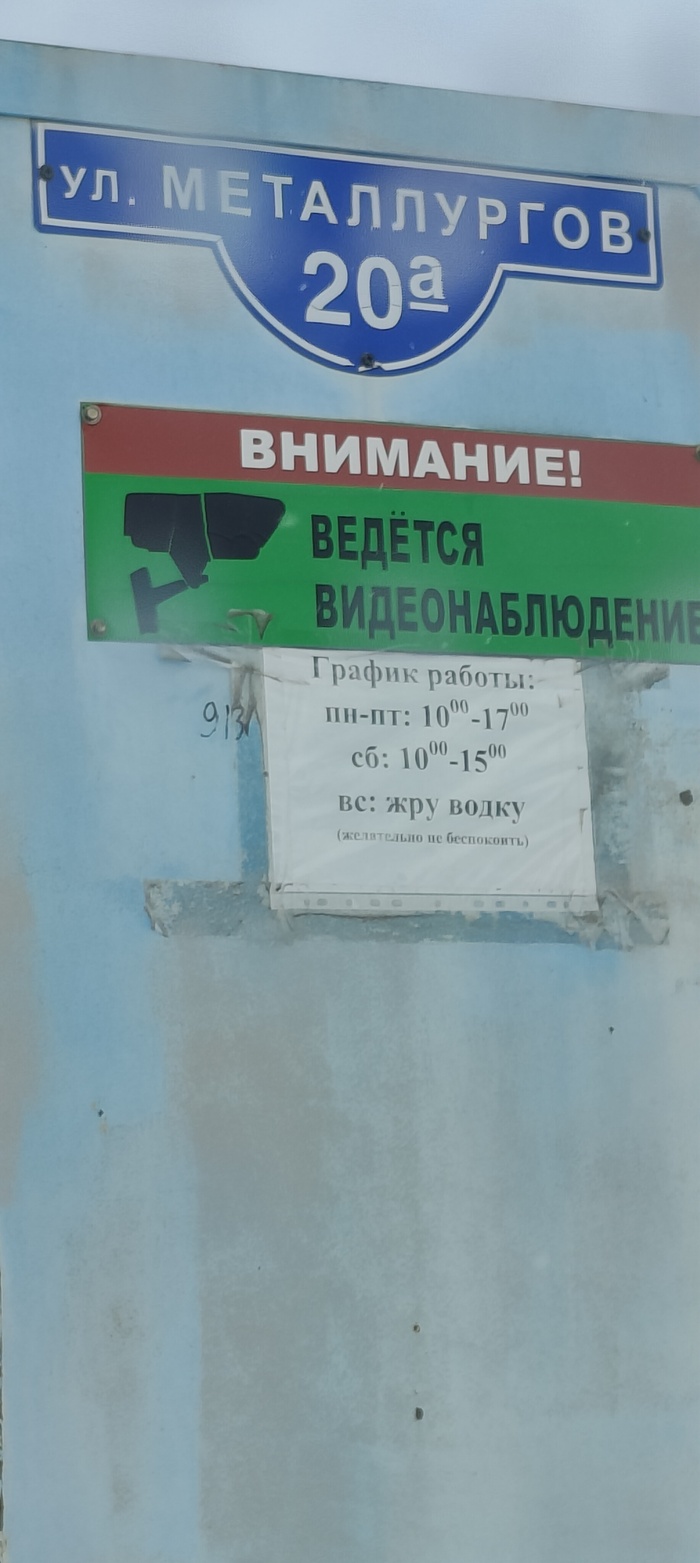 ул. МЕТАЛЛУРГОВ
20а
ВНИМАНИЕ!
ВЕДЁТСЯ
ВИДЕОНАБЛЮДЕНИЕ
График работы:
пн-пт: 10⁰⁰-17⁰⁰
913
сб: 10⁰⁰-15⁰⁰
вс: жру водку
(желательно не беспокоить)